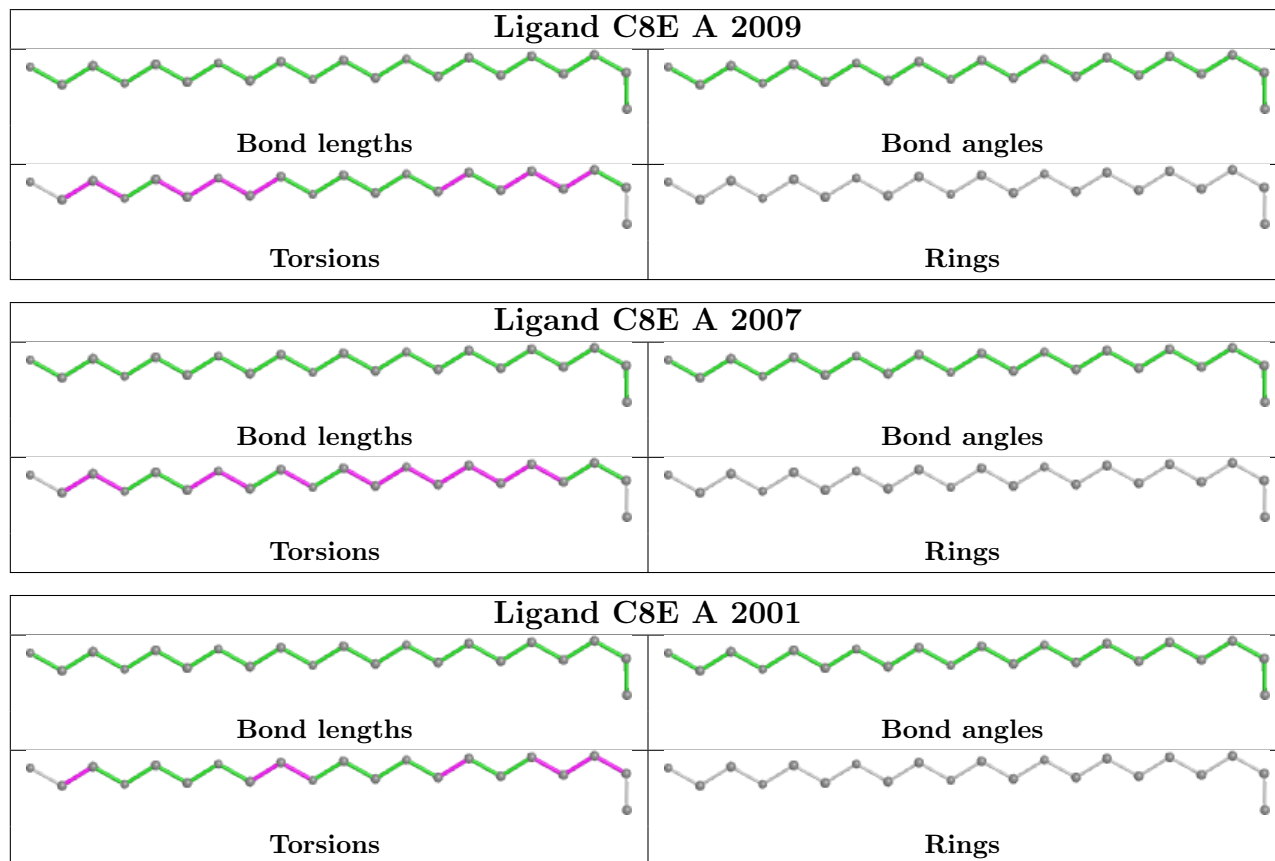 Ligand C8E A 2009
Bond lengths
Bond angles
Torsions
Rings
Ligand C8E A 2007
Bond lengths
Bond angles
Torsions
Rings
Ligand C8E A 2001
Bond lengths
Bond angles
Torsions
Rings